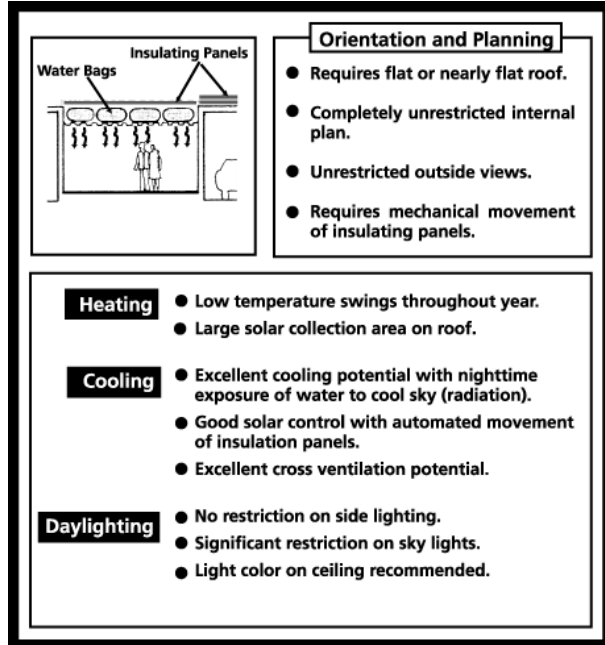 Insulating Panels
Water Bags
Orientation and Planning
● Requires flat or nearly flat roof.
● Completely unrestricted internal
plan.
● Unrestricted outside views.
● Requires mechanical movement
of insulating panels.
Heating
● Low temperature swings throughout year.
● Large solar collection area on roof.
Cooling
● Excellent cooling potential with nighttime
exposure of water to cool sky (radiation).
● Good solar control with automated movement
of insulation panels.
● Excellent cross ventilation potential.
Daylighting
● No restriction on side lighting.
● Significant restriction on sky lights.
● Light color on ceiling recommended.